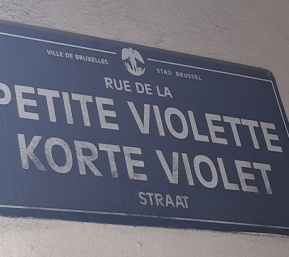 VILLE DE BRUXELLES STAD BRUSSEL
RUE DE LA
PETITE VIOLETTE
KORTE VIOLET
STRAAT